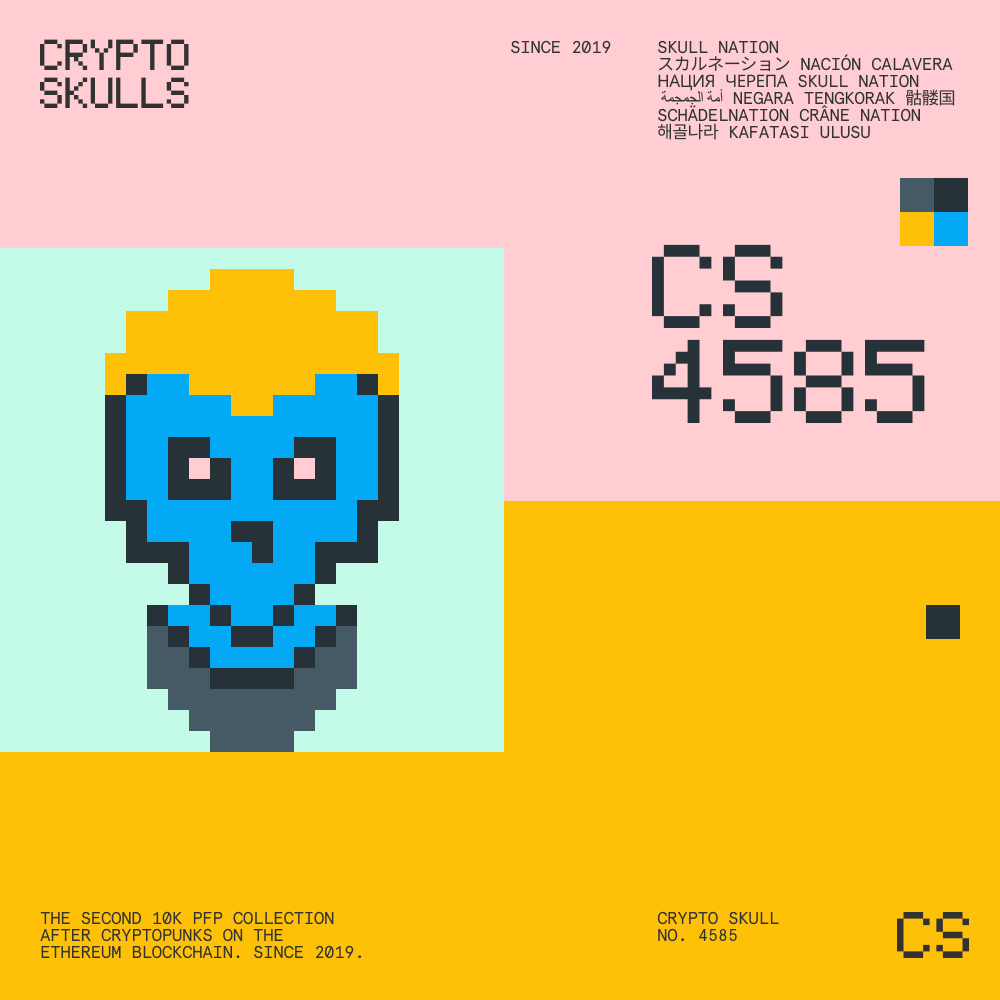 CRYPTO
SKULLS
SINCE 2019
SKULL NATION
スカルネーション NACIÓN CALAVERA
НАЦИЯ ЧЕРЕПА SKULL NATION
أمة الجمجمة NEGARA TENGKORAK 骷髅国
SCHÄDELNATION CRÂNE NATION
해골나라 KAFATASI ULUSU
CS
4585
THE SECOND 10K PFP COLLECTION
AFTER CRYPTOPUNKS ON THE
ETHEREUM BLOCKCHAIN. SINCE 2019.
CRYPTO SKULL
NO. 4585
CS